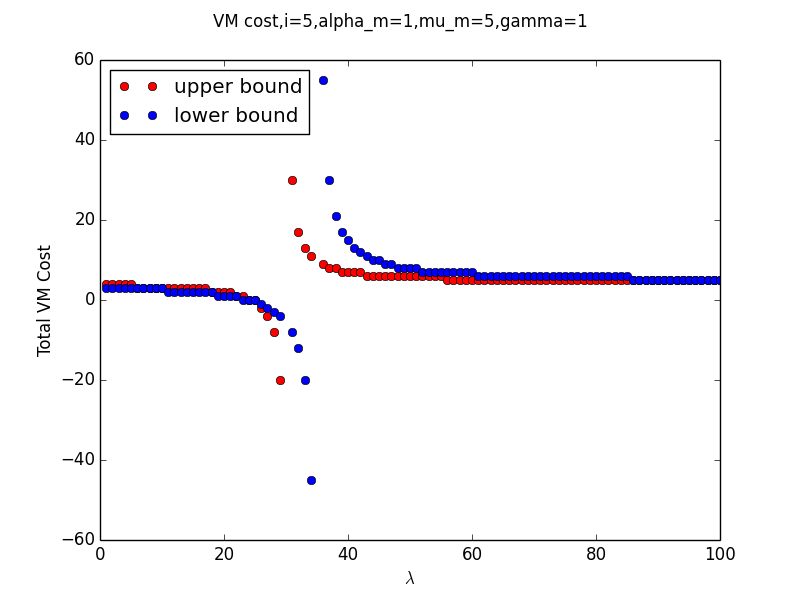 VM cost,i=5,alpha_m=1,mu_m=5,gamma=1
60
40
20
0
−20
−40
−60
Total VM Cost
upper bound
lower bound
0 20 40 60 80 100
λ